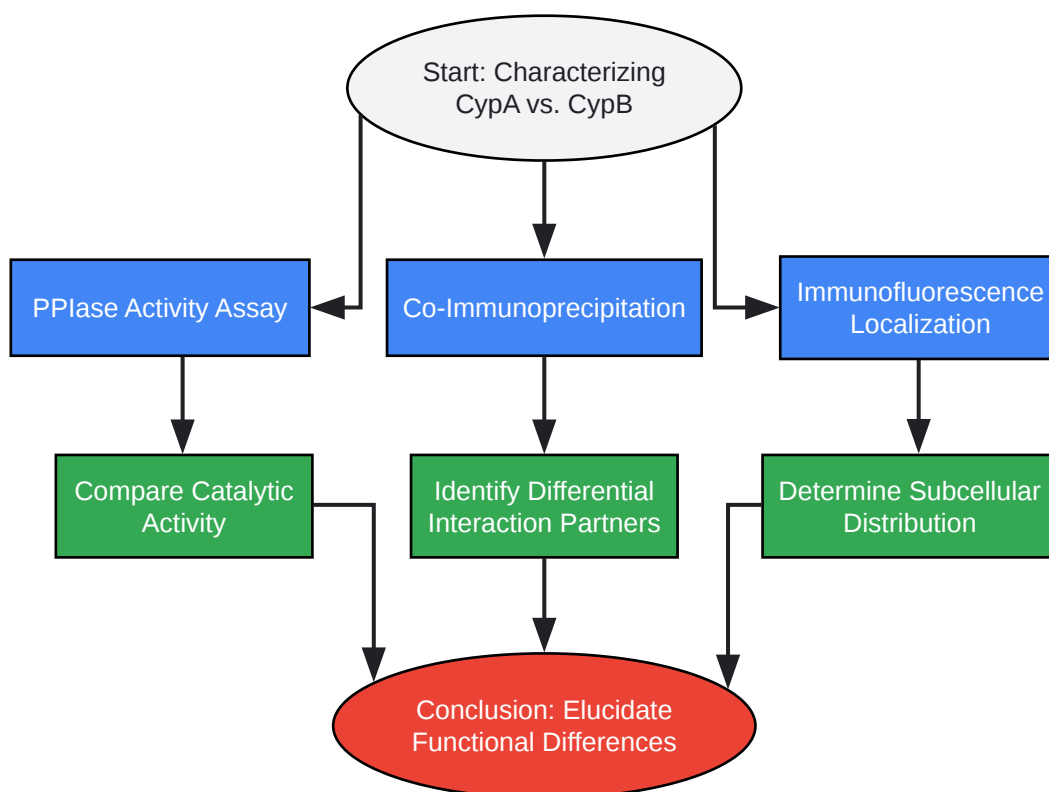 Start: Characterizing
CypA vs. CypB
PPIase Activity Assay
Co-Immunoprecipitation
Immunofluorescence
Localization
Compare Catalytic
Activity
Identify Differential
Interaction Partners
Determine Subcellular
Distribution
Conclusion: Elucidate
Functional Differences